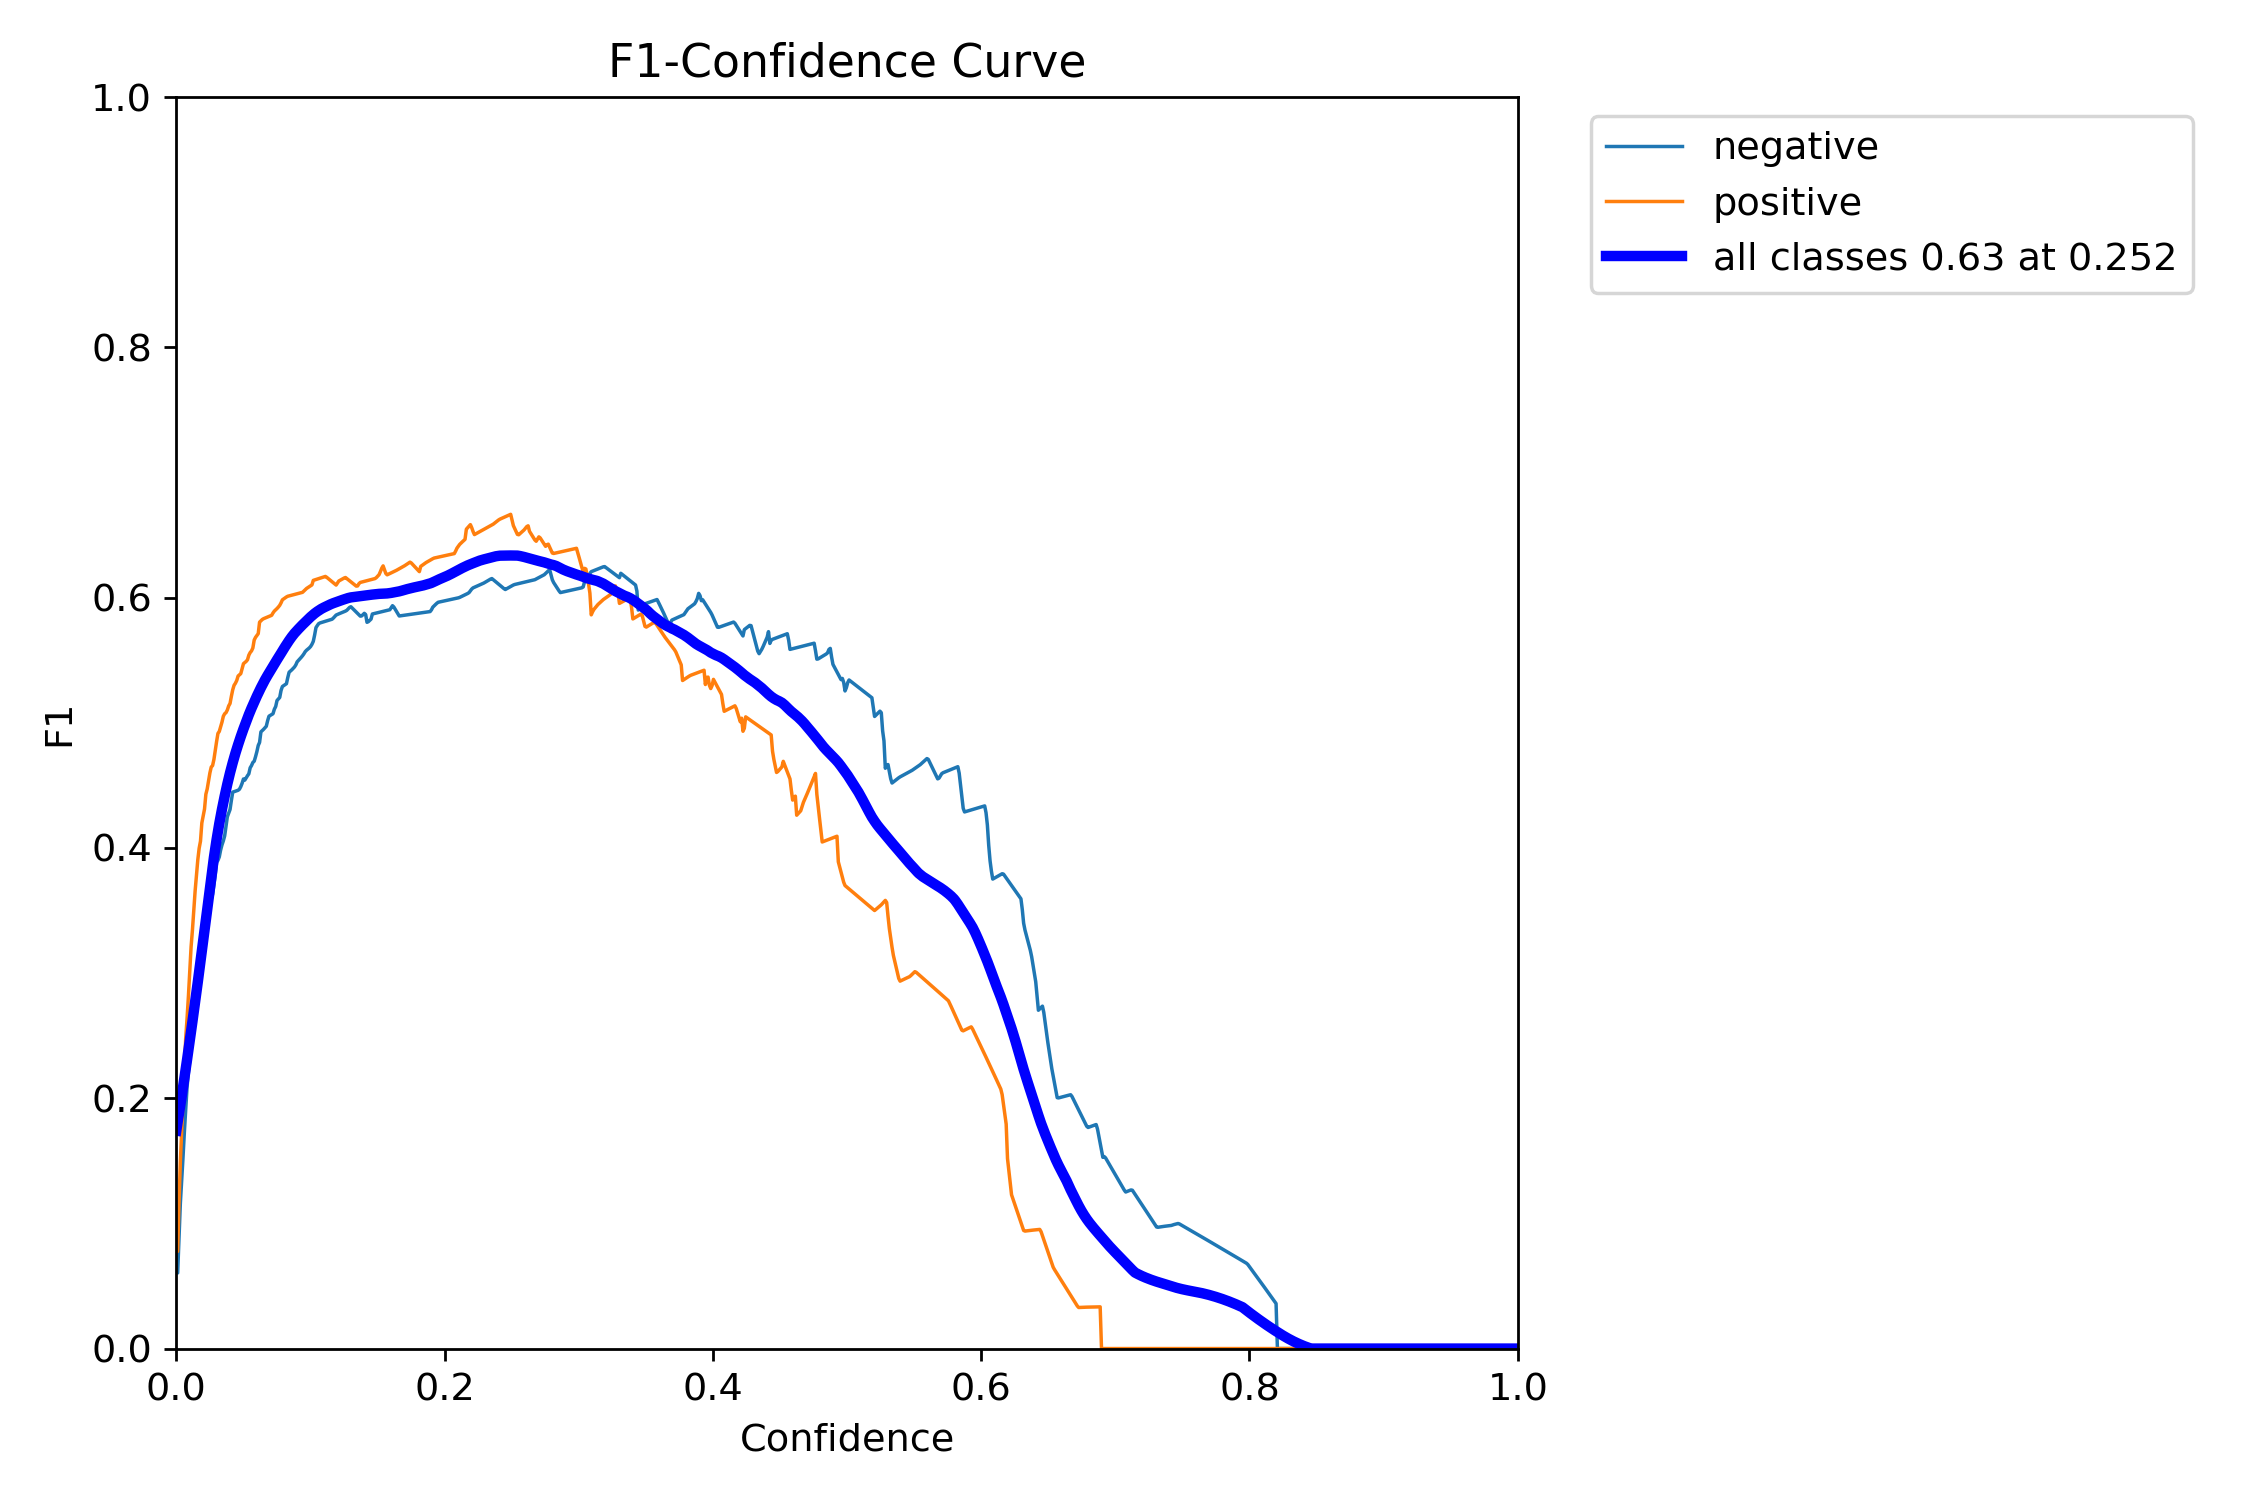 F1-Confidence Curve
negative
positive
all classes 0.63 at 0.252
1.0
0.8
0.6
0.4
0.2
0.0
F1
0.0 0.2 0.4 0.6 0.8 1.0
Confidence